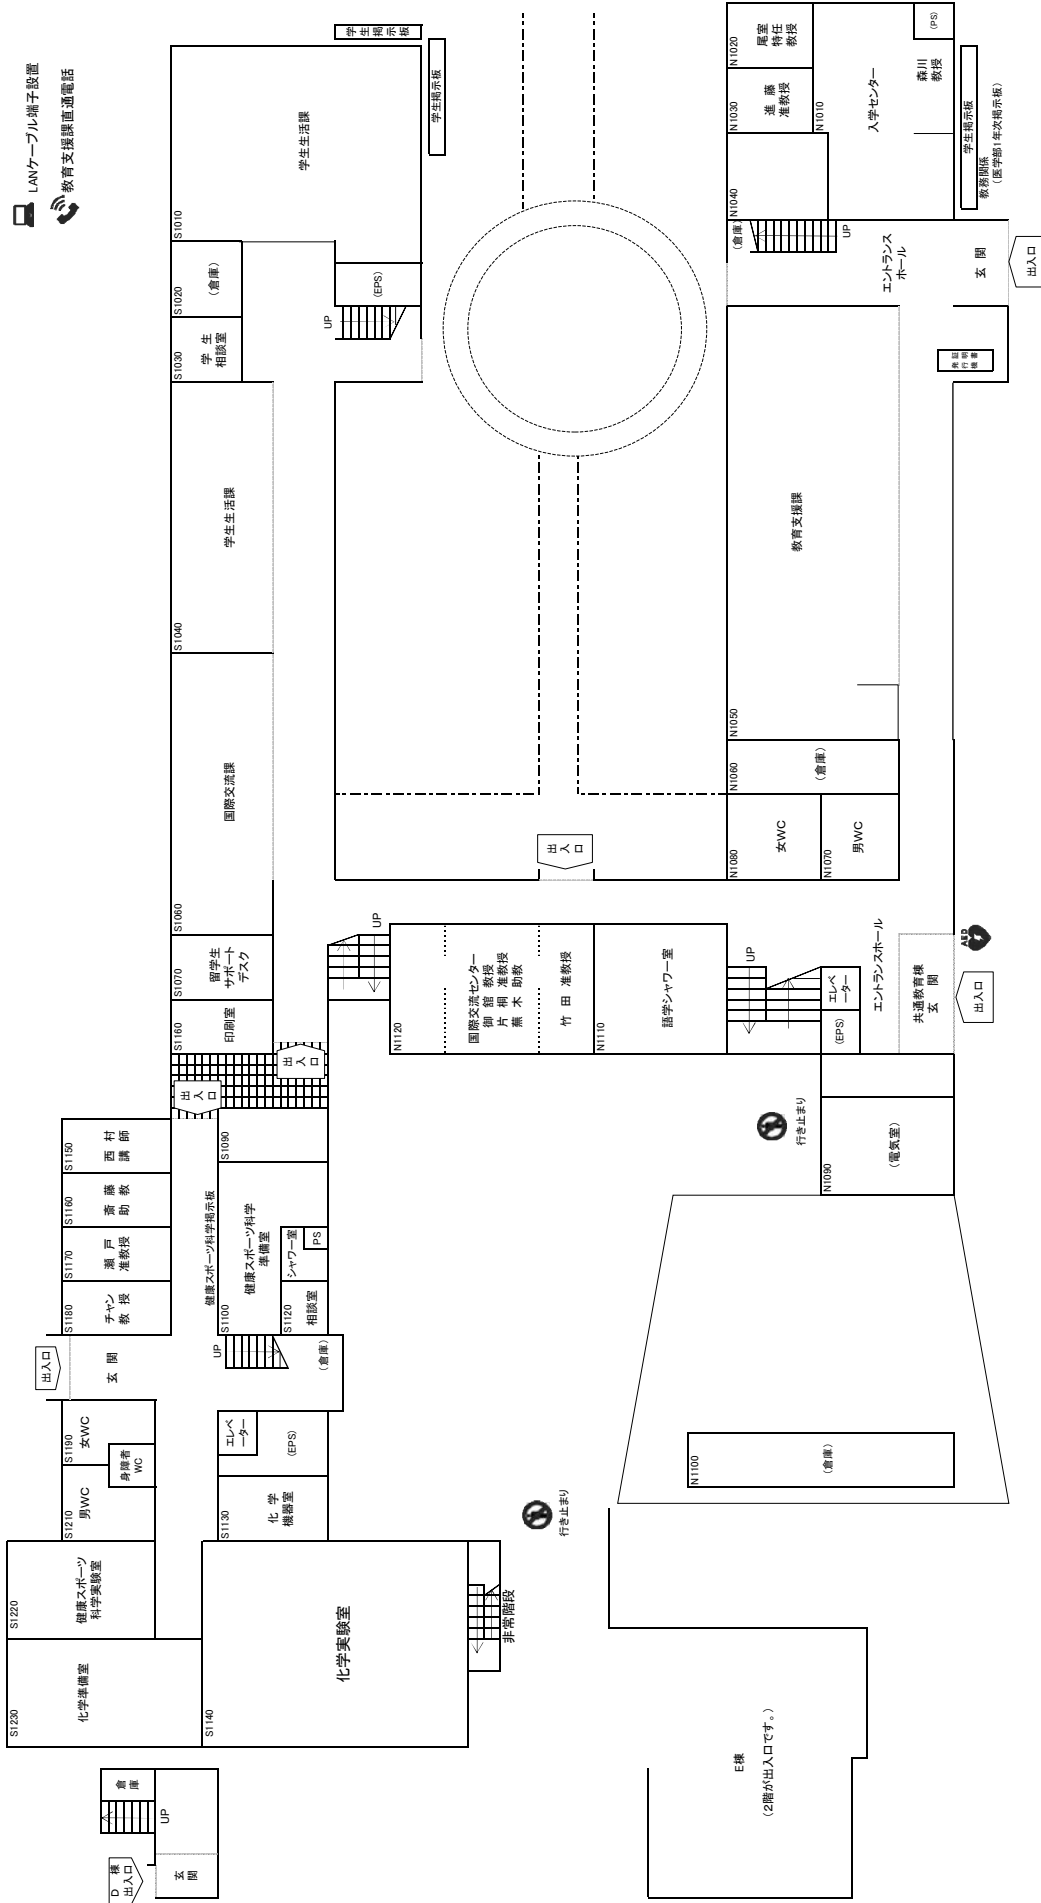 LANケーブル端子設置
教育支援課直通電話
学生掲示板
学生掲示板
S1010
学生生活課
S1020
(倉庫)
S1030
学生
相談室
(EPS)
UP
S1040
学生生活課
S1060
国際交流課
S1070
留学生
サポート
デスク
S1160
印刷室
出入口
出入口
UP
N1020
尾室
特任
教授
N1030
進藤
准教授
N1010
入学センター
(PS)
森川
教授
学生掲示板
教務関係
(医学部1年次掲示板)
N1040
(倉庫)
UP
エントランス
ホール
玄関
出入口
証明書
発行機
N1050
教育支援課
N1060
(倉庫)
N1080
女WC
N1070
男WC
出入口
N1120
国際交流センター
御舘 教授
片桐 准教授
蕪木 助教
竹田 准教授
N1110
語学シャワー室
UP
エレベ
ーター
(EPS)
エントランスホール
共通教育棟
玄関
AED
出入口
行き止まり
N1090
(電気室)
N1100
(倉庫)
S1150
西村
講師
S1160
斎藤
助教
S1170
瀬戸
准教授
S1180
チャン
教授
健康スポーツ科学掲示板
S1090
S1100
健康スポーツ科学
準備室
シャワー室
PS
S1120
相談室
出入口
玄関
UP
(倉庫)
S1190
女WC
身障者
WC
S1210
男WC
エレベ
ーター
(EPS)
S1130
化学
機器室
行き止まり
S1220
健康スポーツ
科学実験室
S1230
化学準備室
S1140
化学実験室
非常階段
倉庫
UP
D棟
出入口
玄関
E棟
(2階が出入口です。)